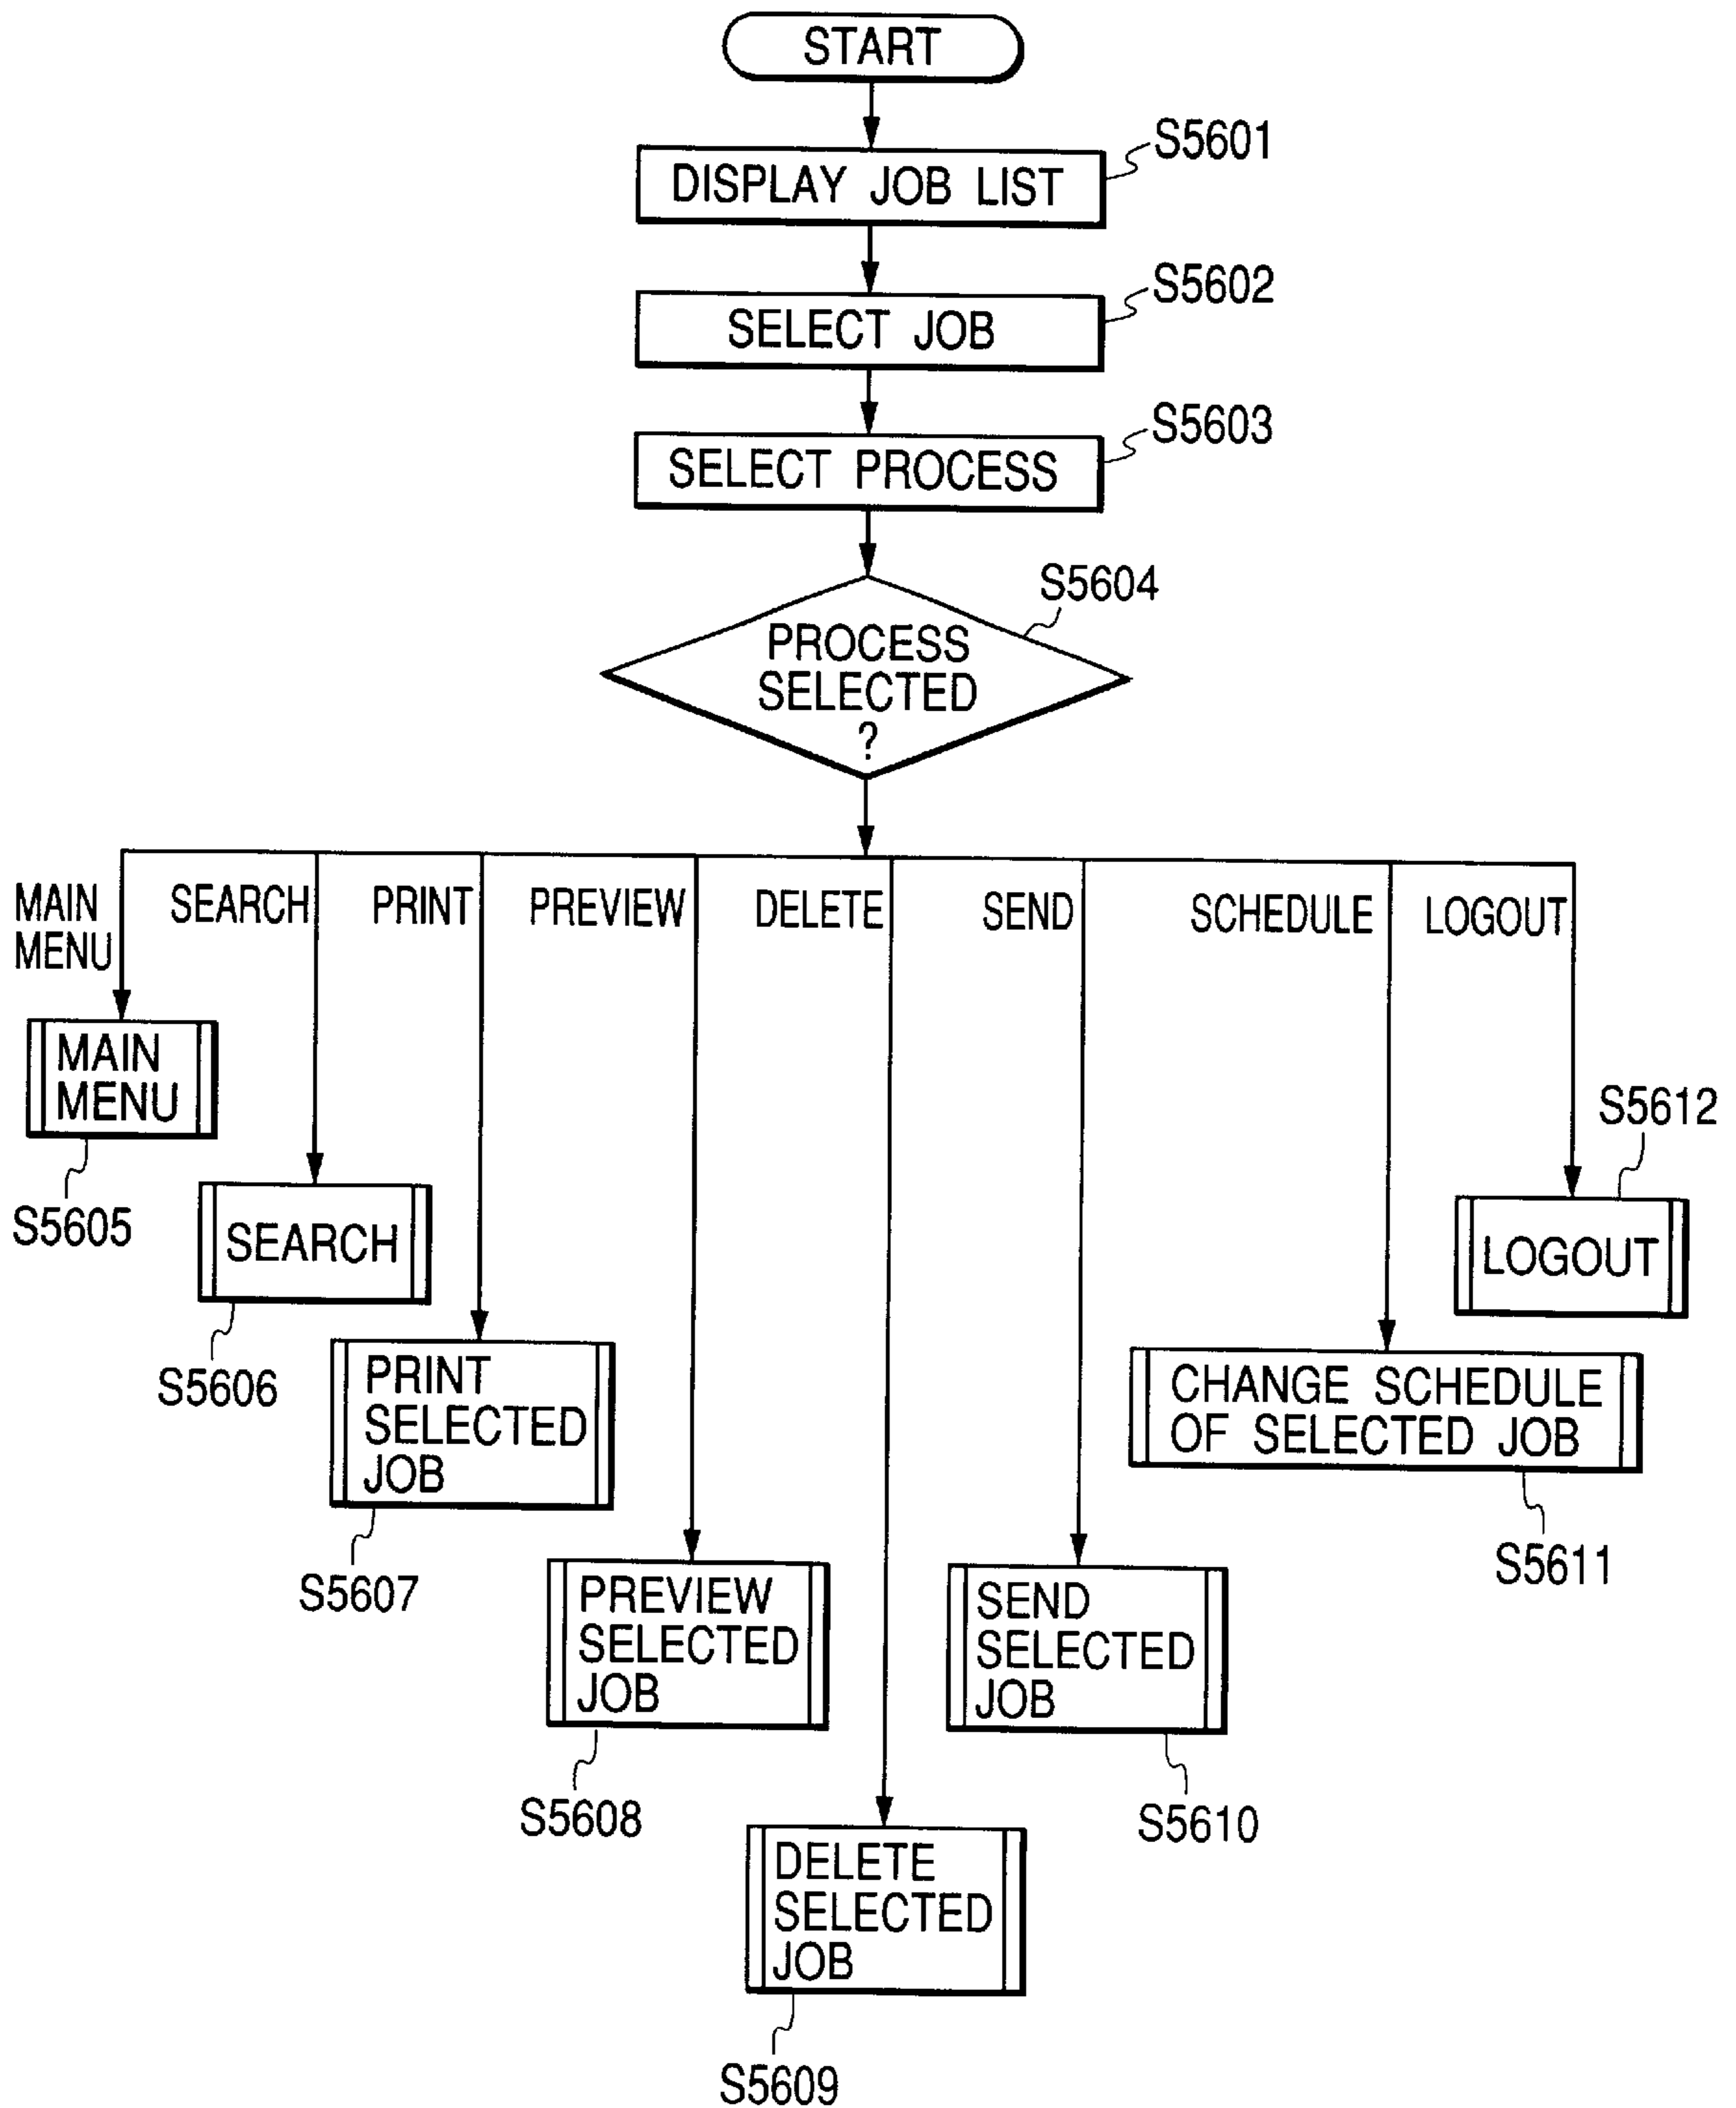 START
S5601
DISPLAY JOB LIST
S5602
SELECT JOB
S5603
SELECT PROCESS
S5604
PROCESS
SELECTED
?
MAIN
MENU
SEARCH
PRINT
PREVIEW
DELETE
SEND
SCHEDULE
LOGOUT
MAIN
MENU
S5605
SEARCH
S5606
PRINT
SELECTED
JOB
S5607
PREVIEW
SELECTED
JOB
S5608
DELETE
SELECTED
JOB
S5609
SEND
SELECTED
JOB
S5610
CHANGE SCHEDULE
OF SELECTED JOB
S5611
S5612
LOGOUT